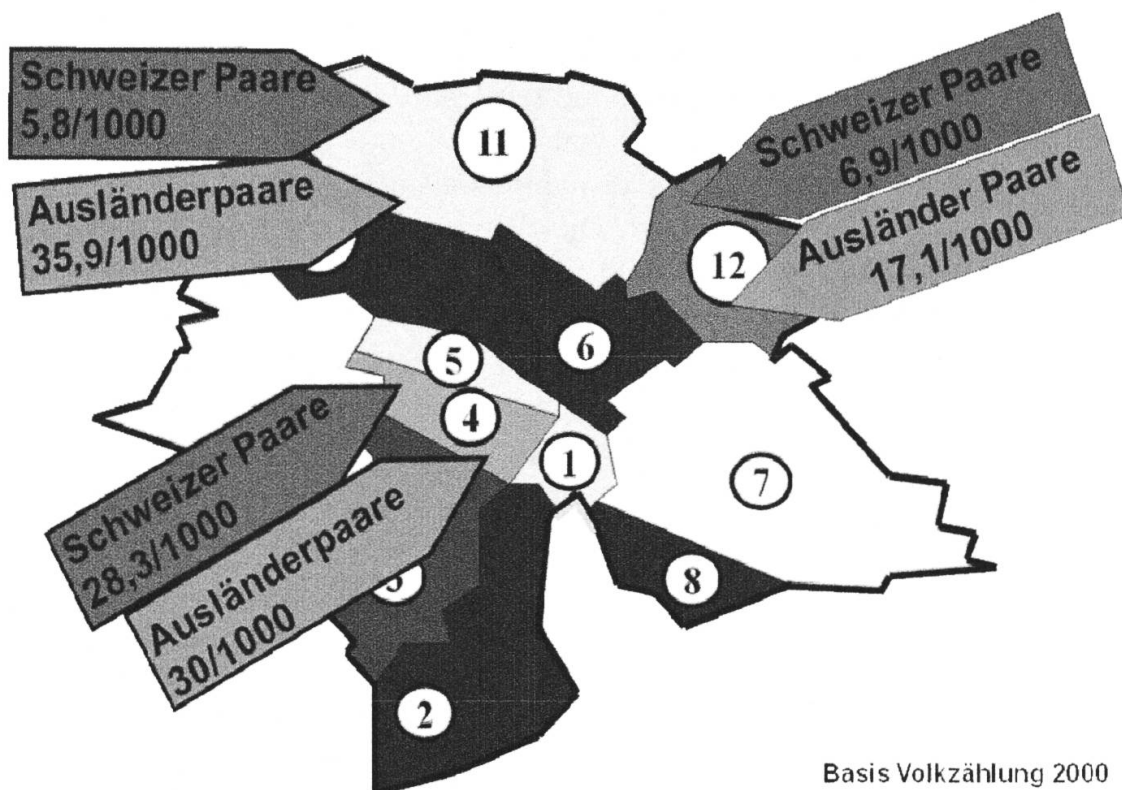 Schweizer Paare
5,8/1000
Ausländerpaare
35,9/1000
11
Schweizer Paare
6,9/1000
Ausländer Paare
17,1/1000
12
6
5
4
1
7
Schweizer Paare
28,3/1000
Ausländerpaare
30/1000
8
2
Basis Volkzählung 2000